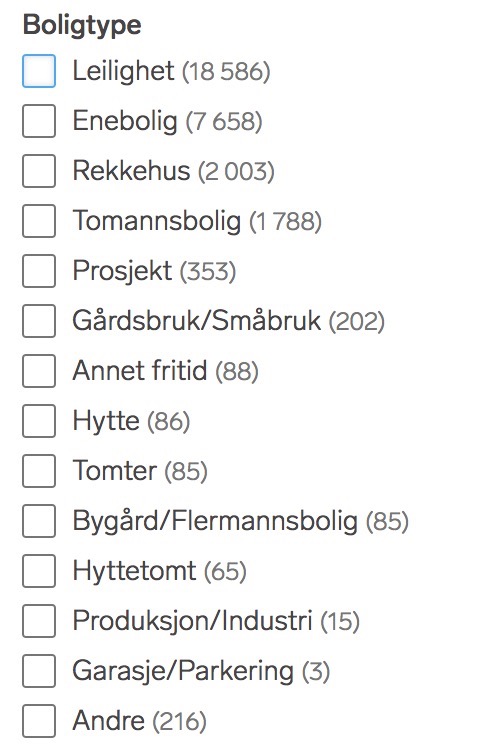 Boligtype
Leilighet (18 586)
Enebolig (7 658)
Rekkehus (2 003)
Tomannsbolig (1 788)
Prosjekt (353)
Gårdsbruk/Småbruk (202)
Annet fritid (88)
Hytte (86)
Tomter (85)
Bygård/Flermannsbolig (85)
Hyttetomt (65)
Produksjon/Industri (15)
Garasje/Parkering (3)
Andre (216)